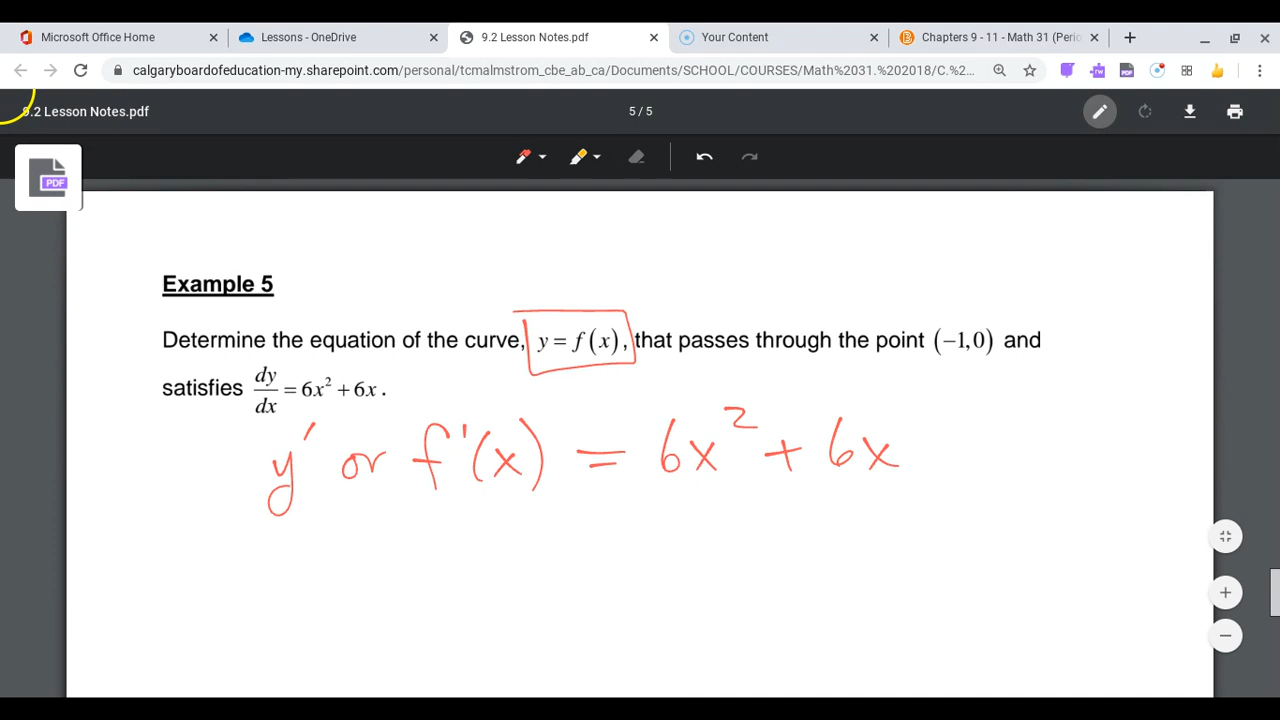 Microsoft Office Home
Lessons - OneDrive
9.2 Lesson Notes.pdf
Your Content
Chapters 9 - 11 - Math 31 (Perio
calgaryboardofeducation-my.sharepoint.com/personal/tcmalmstrom_cbe_ab_ca/Documents/SCHOOL/COURSES/Math%2031.%202018/C.%2...
9.2 Lesson Notes.pdf
5 / 5
PDF
Example 5
Determine the equation of the curve, y = f(x), that passes through the point (−1,0) and
satisfies dy/dx = 6x² + 6x.
y' or f'(x) = 6x² + 6x